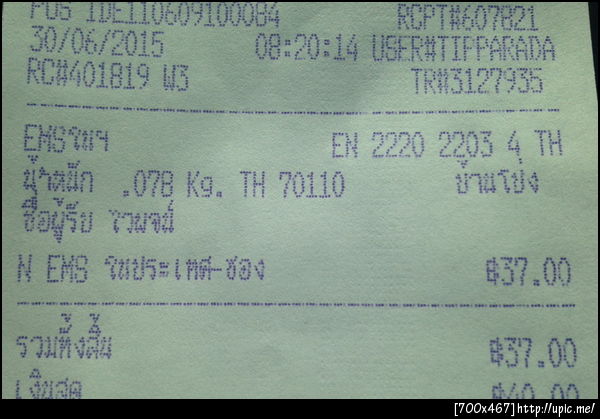 POS IDE110609100084 RCPT#607821
30/06/2015 08:20:14 USER#TIPPARADA
RC#401819 W3 TR#3127935
EMSในฯ EN 2220 2203 4 TH
น้ำหนัก .078 Kg. TH 70110 บ้านโป่ง
ชื่อผู้รับ
N EMS ในประเทศ-ซอง ฿37.00
รวมทั้งสิ้น ฿37.00
เงินสด ฿40.00
[700x467]http://upic.me/